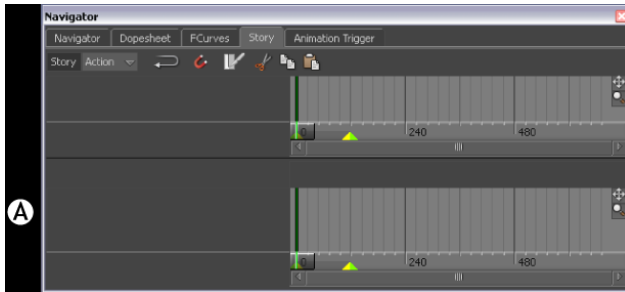 Navigator
Navigator Dopesheet FCurves Story Animation Trigger
Story Action
0 240 480
A
0 240 480